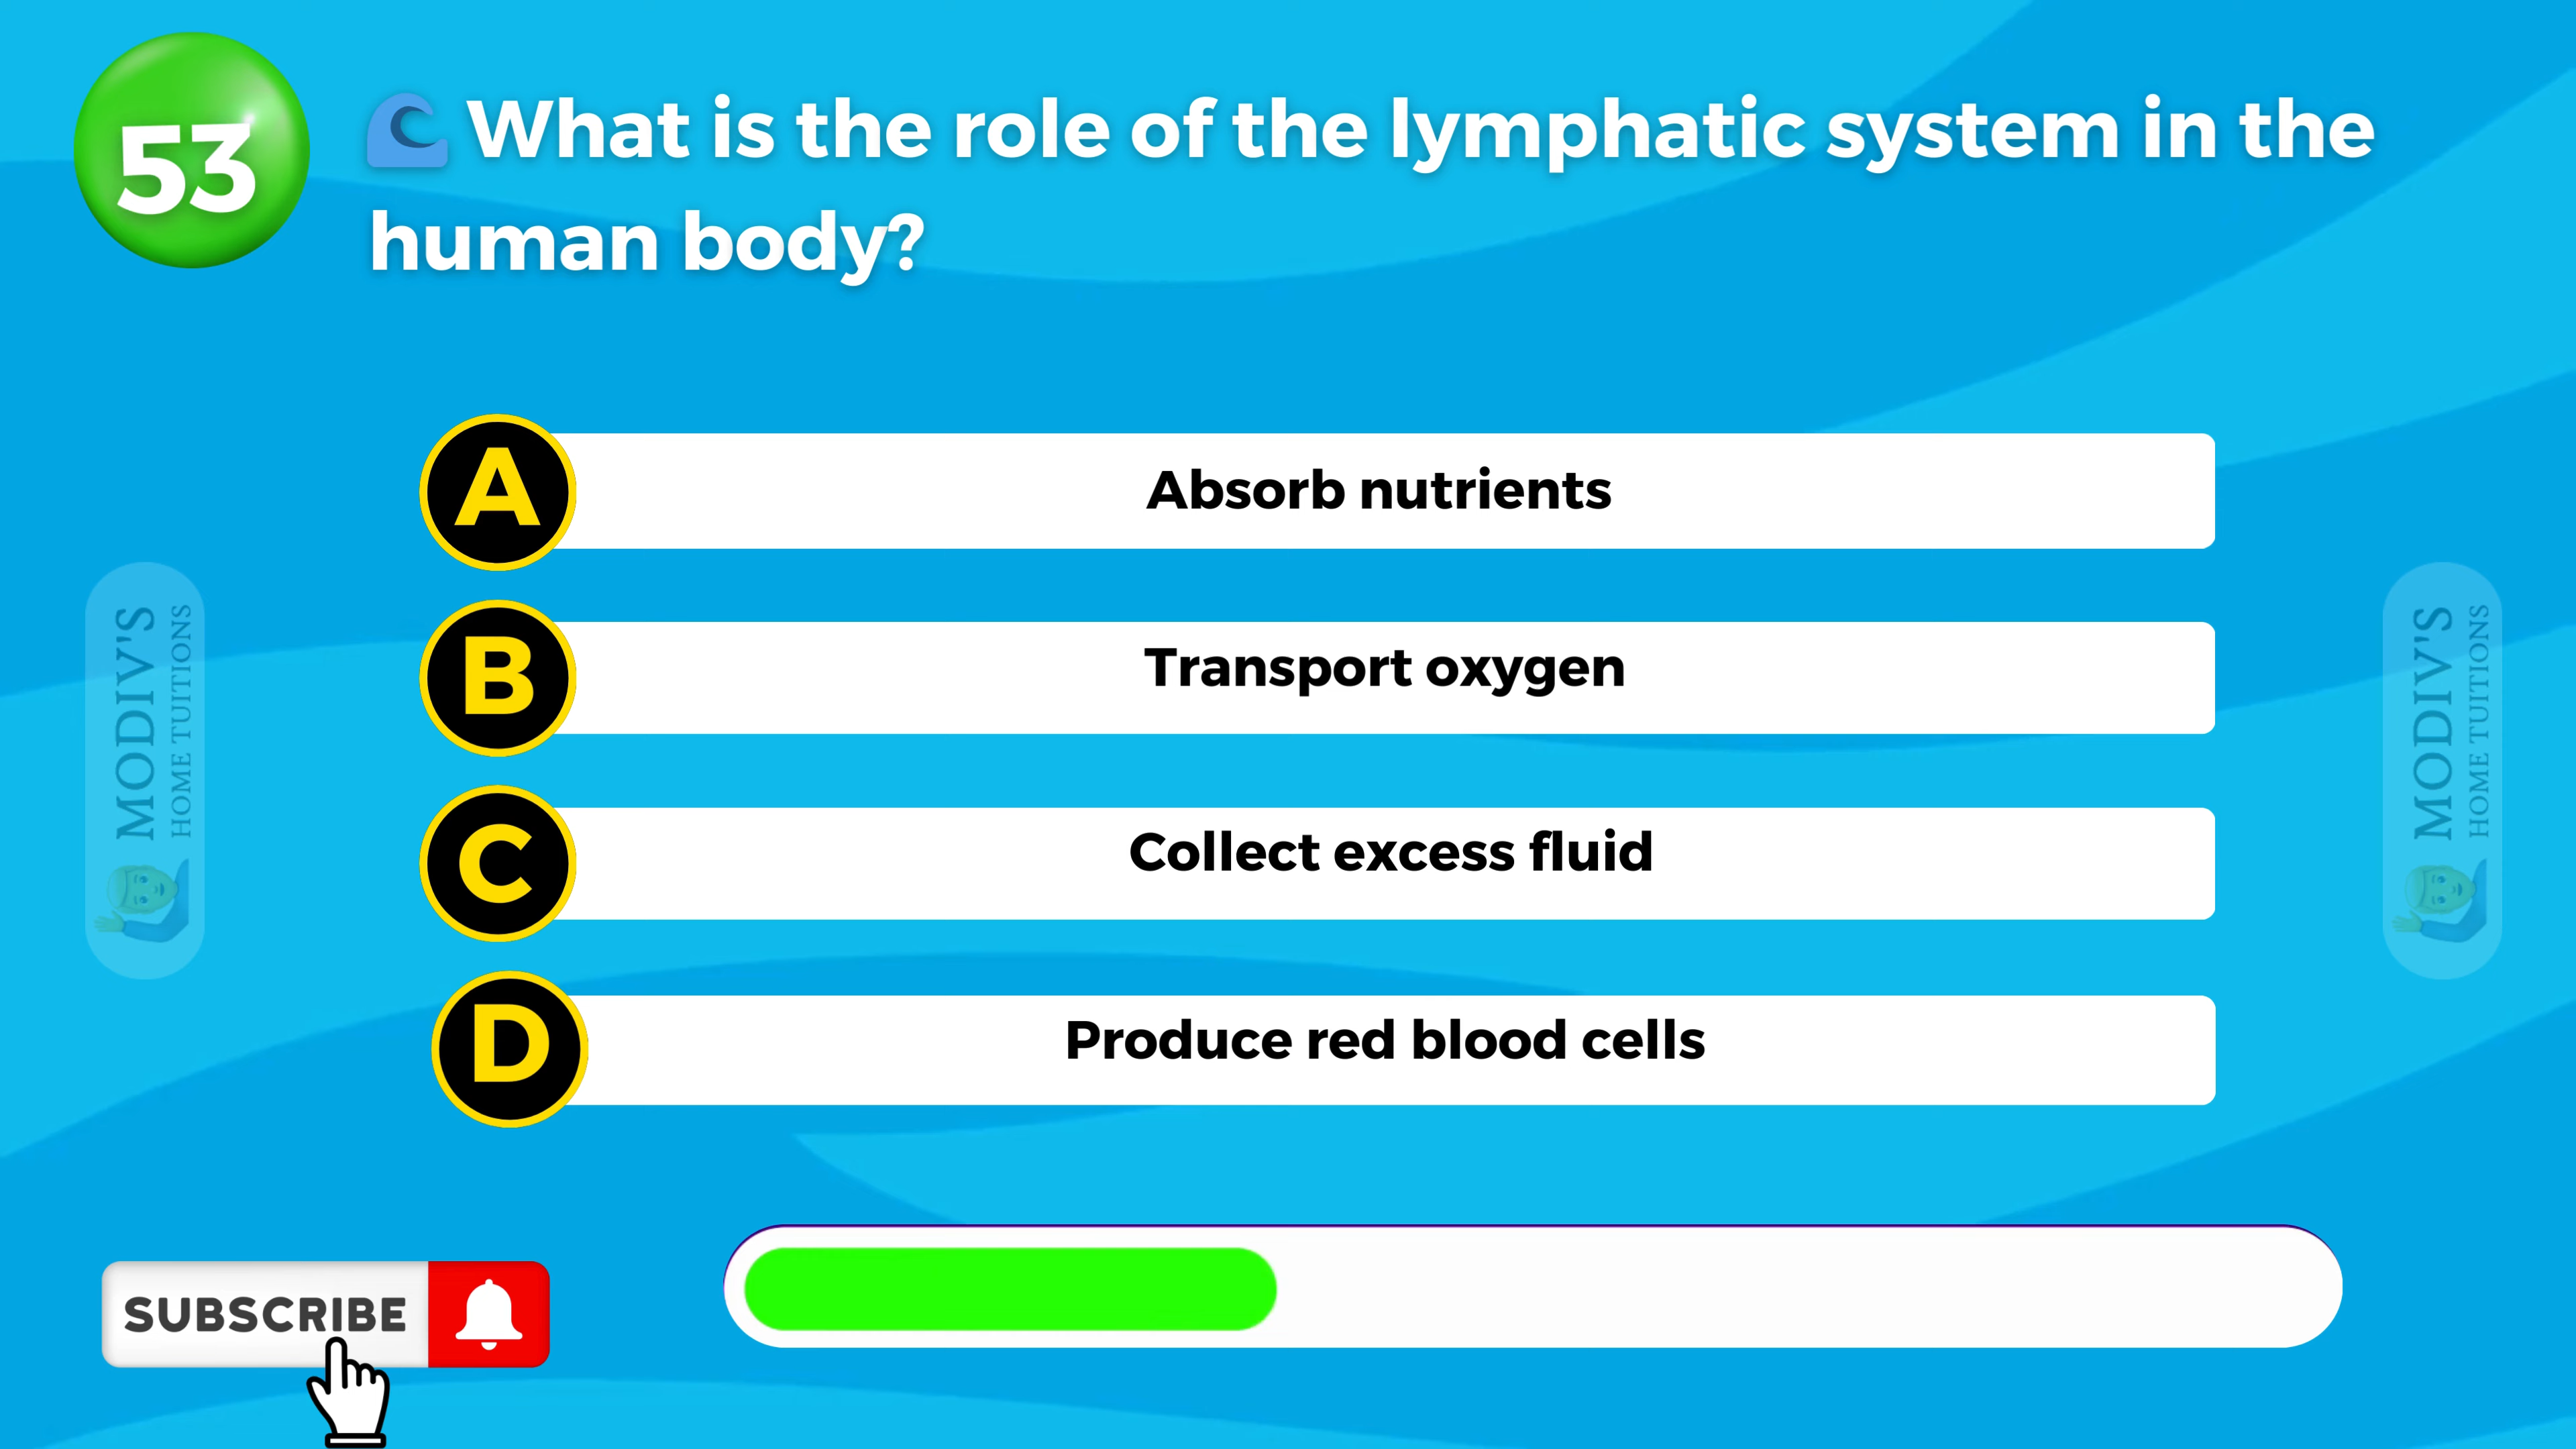 53
What is the role of the lymphatic system in the
human body?
A
Absorb nutrients
B
Transport oxygen
C
Collect excess fluid
D
Produce red blood cells
MODIV'S
HOME TUITIONS
MODIV'S
HOME TUITIONS
SUBSCRIBE